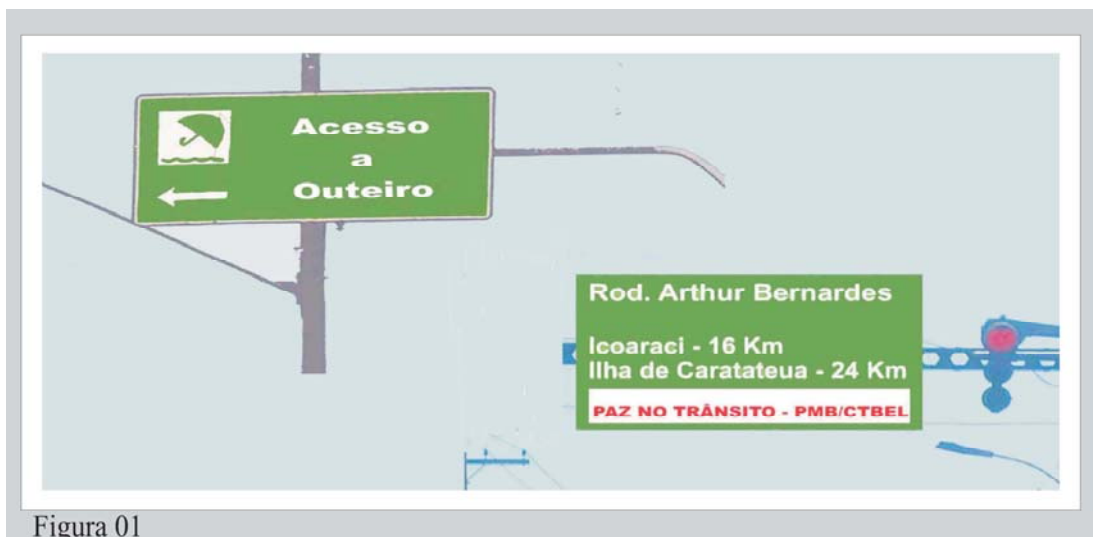 Acesso
a
Outeiro
Rod. Arthur Bernardes
Icoaraci - 16 Km
Ilha de Caratateua - 24 Km
PAZ NO TRÂNSITO - PMB/CTBEL
Figura 01